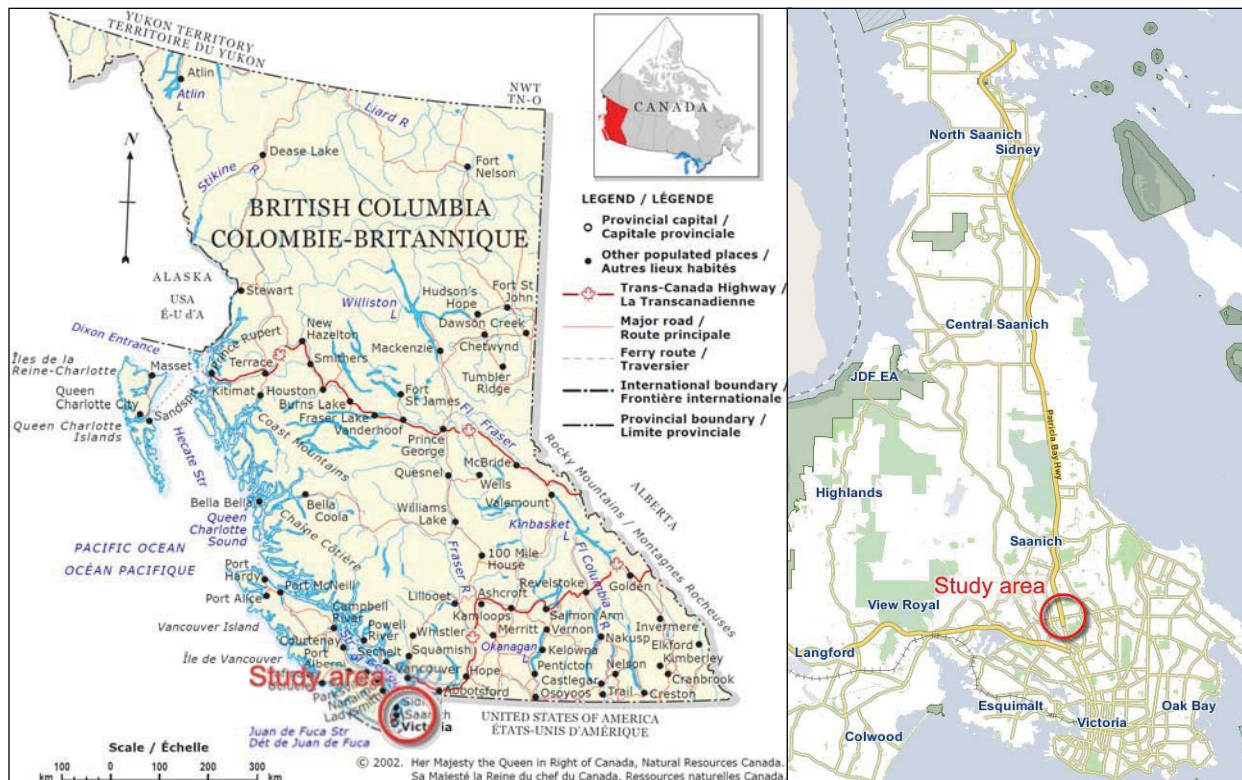 YUKON TERRITORY
TERRITOIRE DU YUKON
NWT
TN-O
Atlin
Atlin
L
Liard R
Dease Lake
Fort
Nelson
Stikine
R
BRITISH COLUMBIA
COLOMBIE-BRITANNIQUE
N
ALASKA
USA
É-U d'A
Stewart
Williston
L
Hudson's
Hope
Fort St
John
Dawson Creek
Chetwynd
Tumbler
Ridge
Mackenzie
New
Hazelton
Dixon Entrance
Prince Rupert
Terrace
Smithers
Îles de la
Reine-Charlotte
Masset
Queen
Charlotte City
Sandspit
Queen Charlotte
Islands
Kitimat
Houston
Burns Lake
Fort
St James
Fraser Lake
Vanderhoof
Prince
George
Fl Fraser
Hecate Str
Coast Mountains
Quesnel
McBride
Wells
Rocky Mountains / Montagnes Rocheuses
ALBERTA
Valemount
Bella Bella
Bella
Coola
Williams
Lake
Kinbasket
L
Queen
Charlotte
Sound
Chaîne Côtière
Fraser R
Fl Columbia R
PACIFIC OCEAN
OCÉAN PACIFIQUE
100 Mile
House
Port
Hardy
Port McNeill
Port Alice
Revelstoke
Golden
Lillooet
Ashcroft
Kamloops
Salmon Arm
Campbell
River
Powell
River
Vancouver Island
Courtenay
Whistler
Merritt
Vernon
Nakusp
Invermere
Île de Vancouver
Port
Alberni
Sechelt
Squamish
Okanagan
L
Kelowna
Elkford
Kimberley
Vancouver
Penticton
Nelson
Cranbrook
Hope
Castlegar
Study area
Abbotsford
Osoyoos
Trail
Creston
Nanaimo
Saanich
Victoria
UNITED STATES OF AMERICA
ÉTATS-UNIS D'AMÉRIQUE
Juan de Fuca Str
Dét de Juan de Fuca
Scale / Échelle
100 0 100 200 300
km km
© 2002. Her Majesty the Queen in Right of Canada, Natural Resources Canada.
Sa Majesté la Reine du chef du Canada, Ressources naturelles Canada.
CANADA
LEGEND / LÉGENDE
Provincial capital /
Capitale provinciale
Other populated places /
Autres lieux habités
Trans-Canada Highway /
La Transcanadienne
Major road /
Route principale
Ferry route /
Traversier
International boundary /
Frontière internationale
Provincial boundary /
Limite provinciale
North Saanich
Sidney
Central Saanich
JDF EA
Patricia Bay Hwy
Highlands
Saanich
Study area
View Royal
Langford
Esquimalt
Victoria
Oak Bay
Colwood